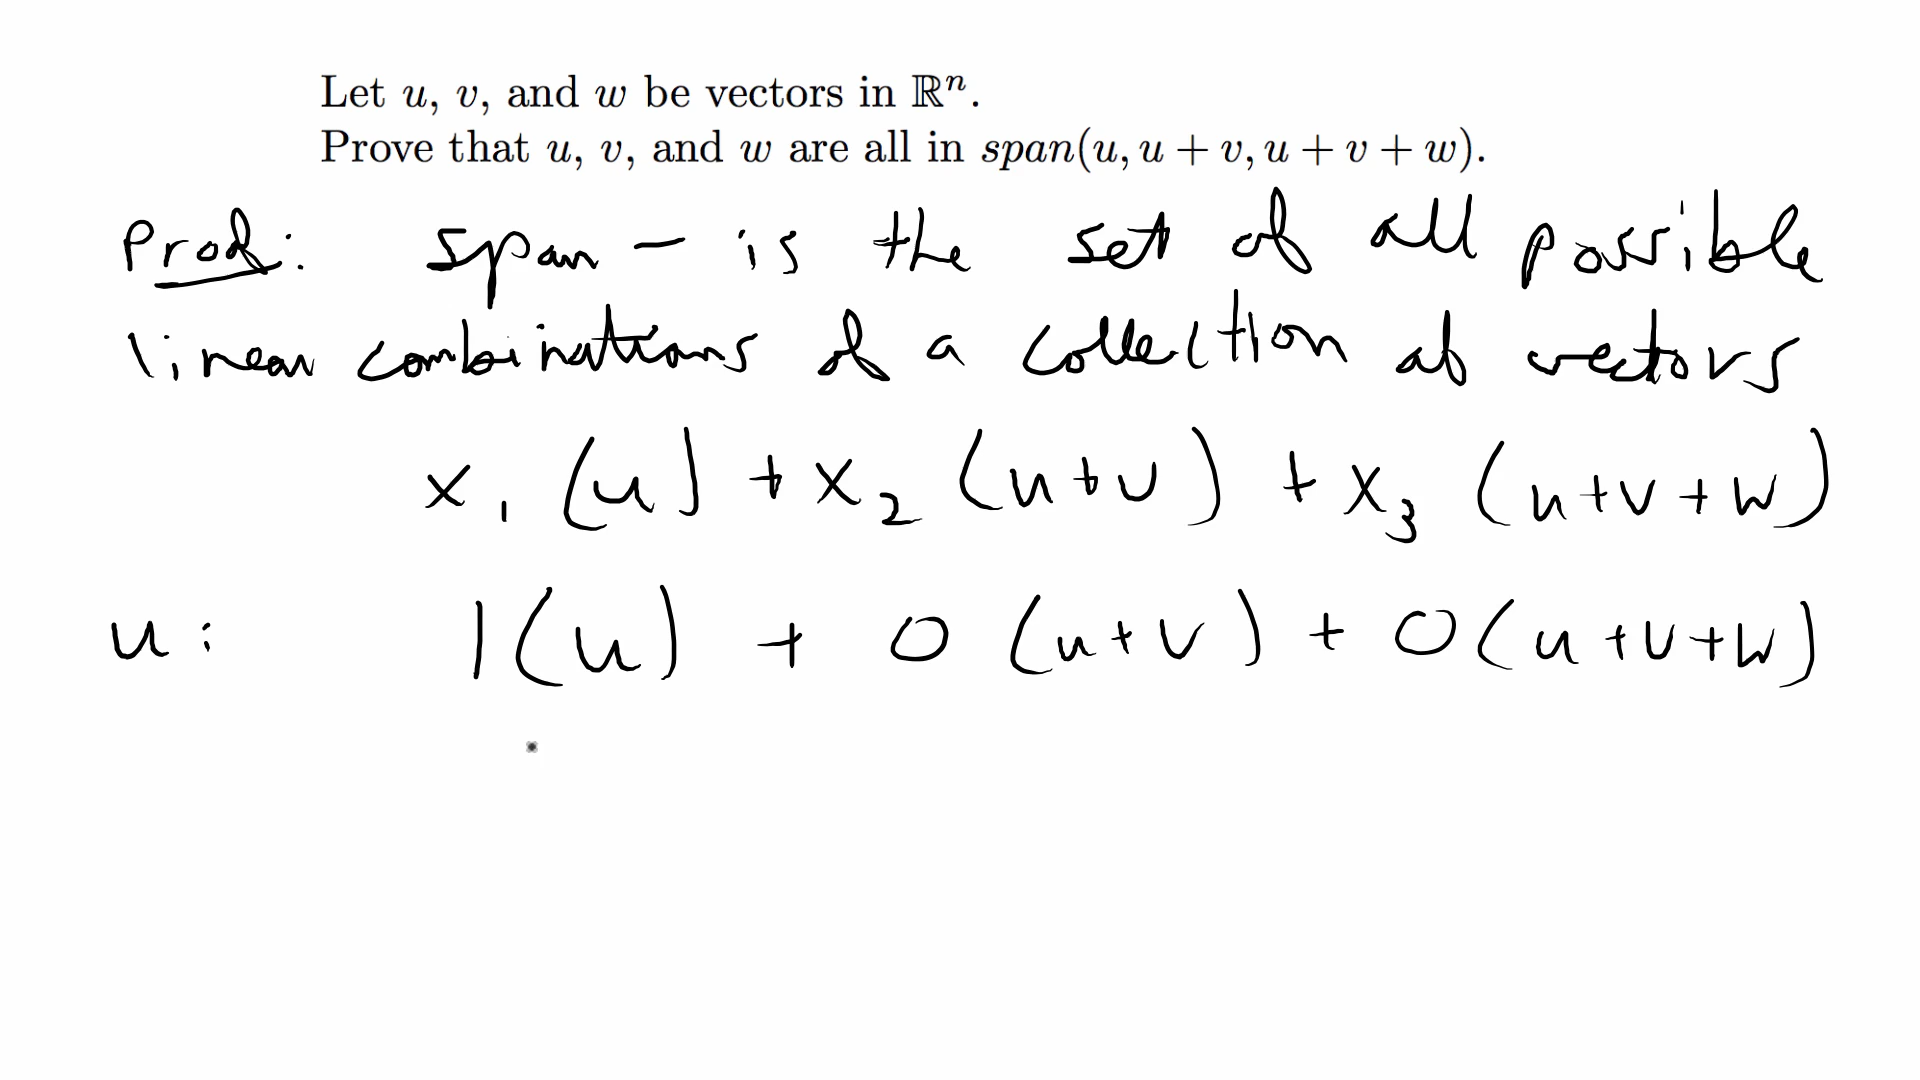 Let u, v, and w be vectors in ℝⁿ.
Prove that u, v, and w are all in span(u, u + v, u + v + w).
Proof: span – is the set of all possible
linear combinations of a collection of vectors
x₁ (u) + x₂ (u+v) + x₃ (u+v+w)
u: 1(u) + 0 (u+v) + 0(u+v+w)